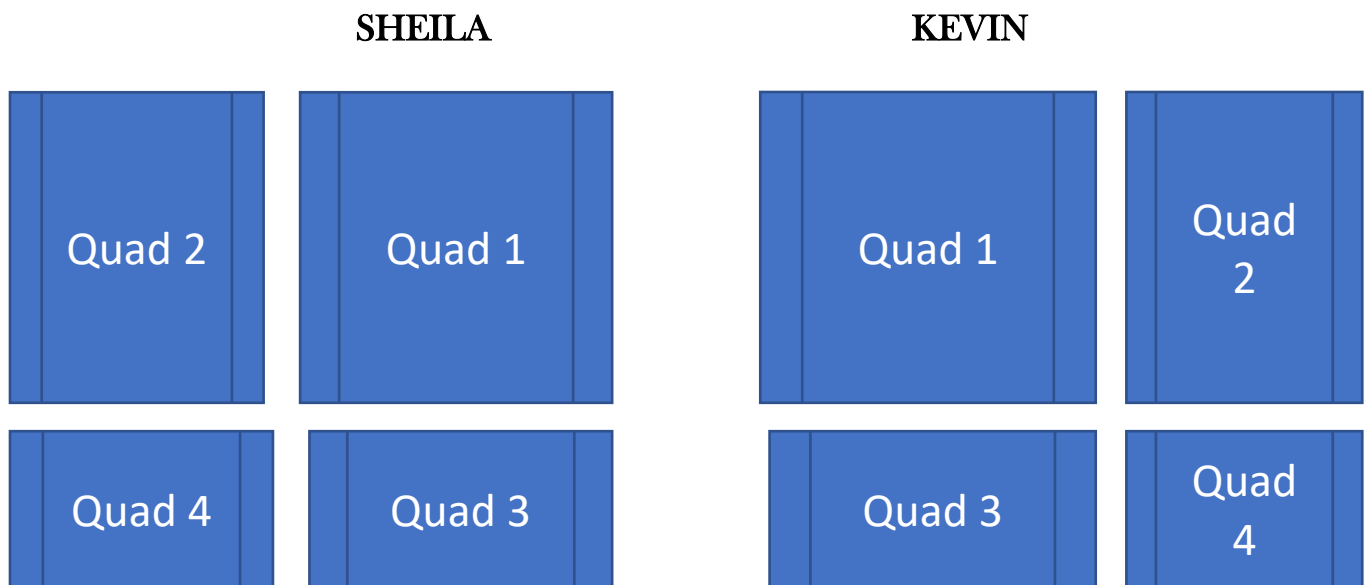 SHEILA
KEVIN
Quad 2
Quad 1
Quad 1
Quad
2
Quad 4
Quad 3
Quad 3
Quad
4